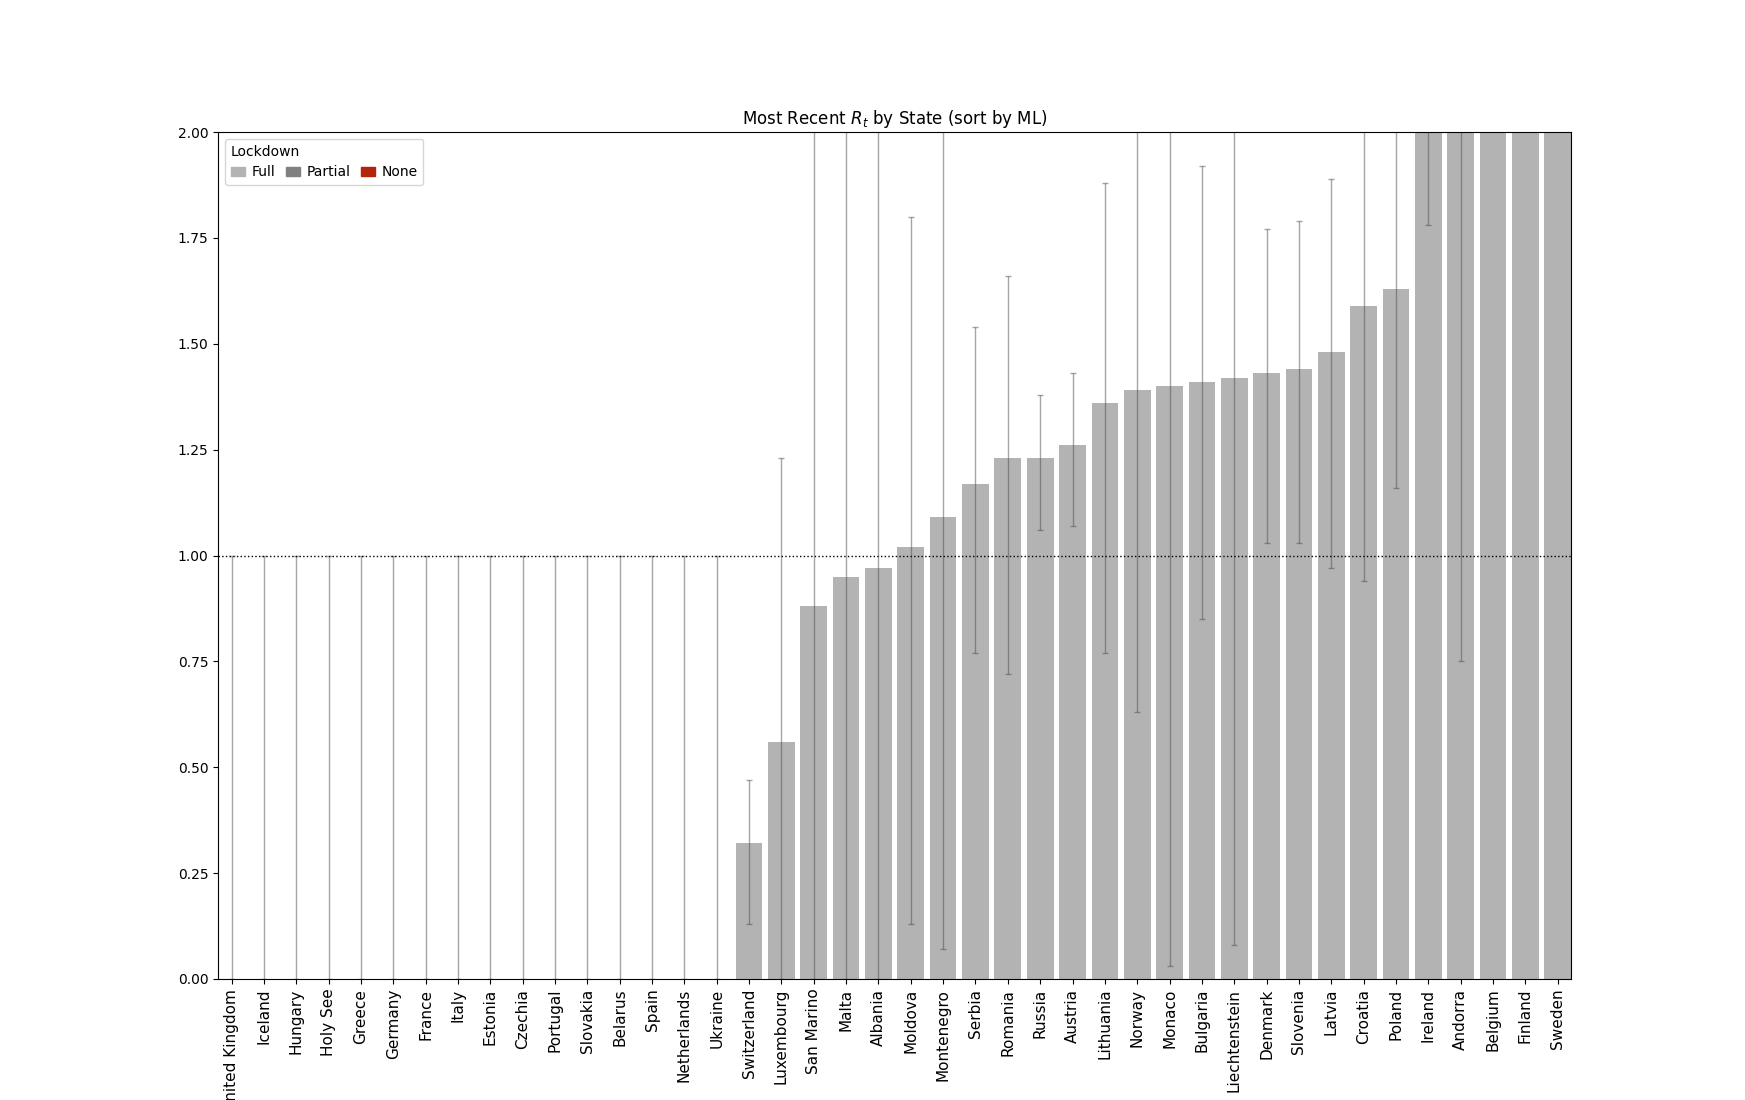 Most Recent R_t by State (sort by ML)
Lockdown
Full Partial None
2.00
1.75
1.50
1.25
1.00
0.75
0.50
0.25
0.00
nited Kingdom
Iceland
Hungary
Holy See
Greece
Germany
France
Italy
Estonia
Czechia
Portugal
Slovakia
Belarus
Spain
Netherlands
Ukraine
Switzerland
Luxembourg
San Marino
Malta
Albania
Moldova
Montenegro
Serbia
Romania
Russia
Austria
Lithuania
Norway
Monaco
Bulgaria
Liechtenstein
Denmark
Slovenia
Latvia
Croatia
Poland
Ireland
Andorra
Belgium
Finland
Sweden